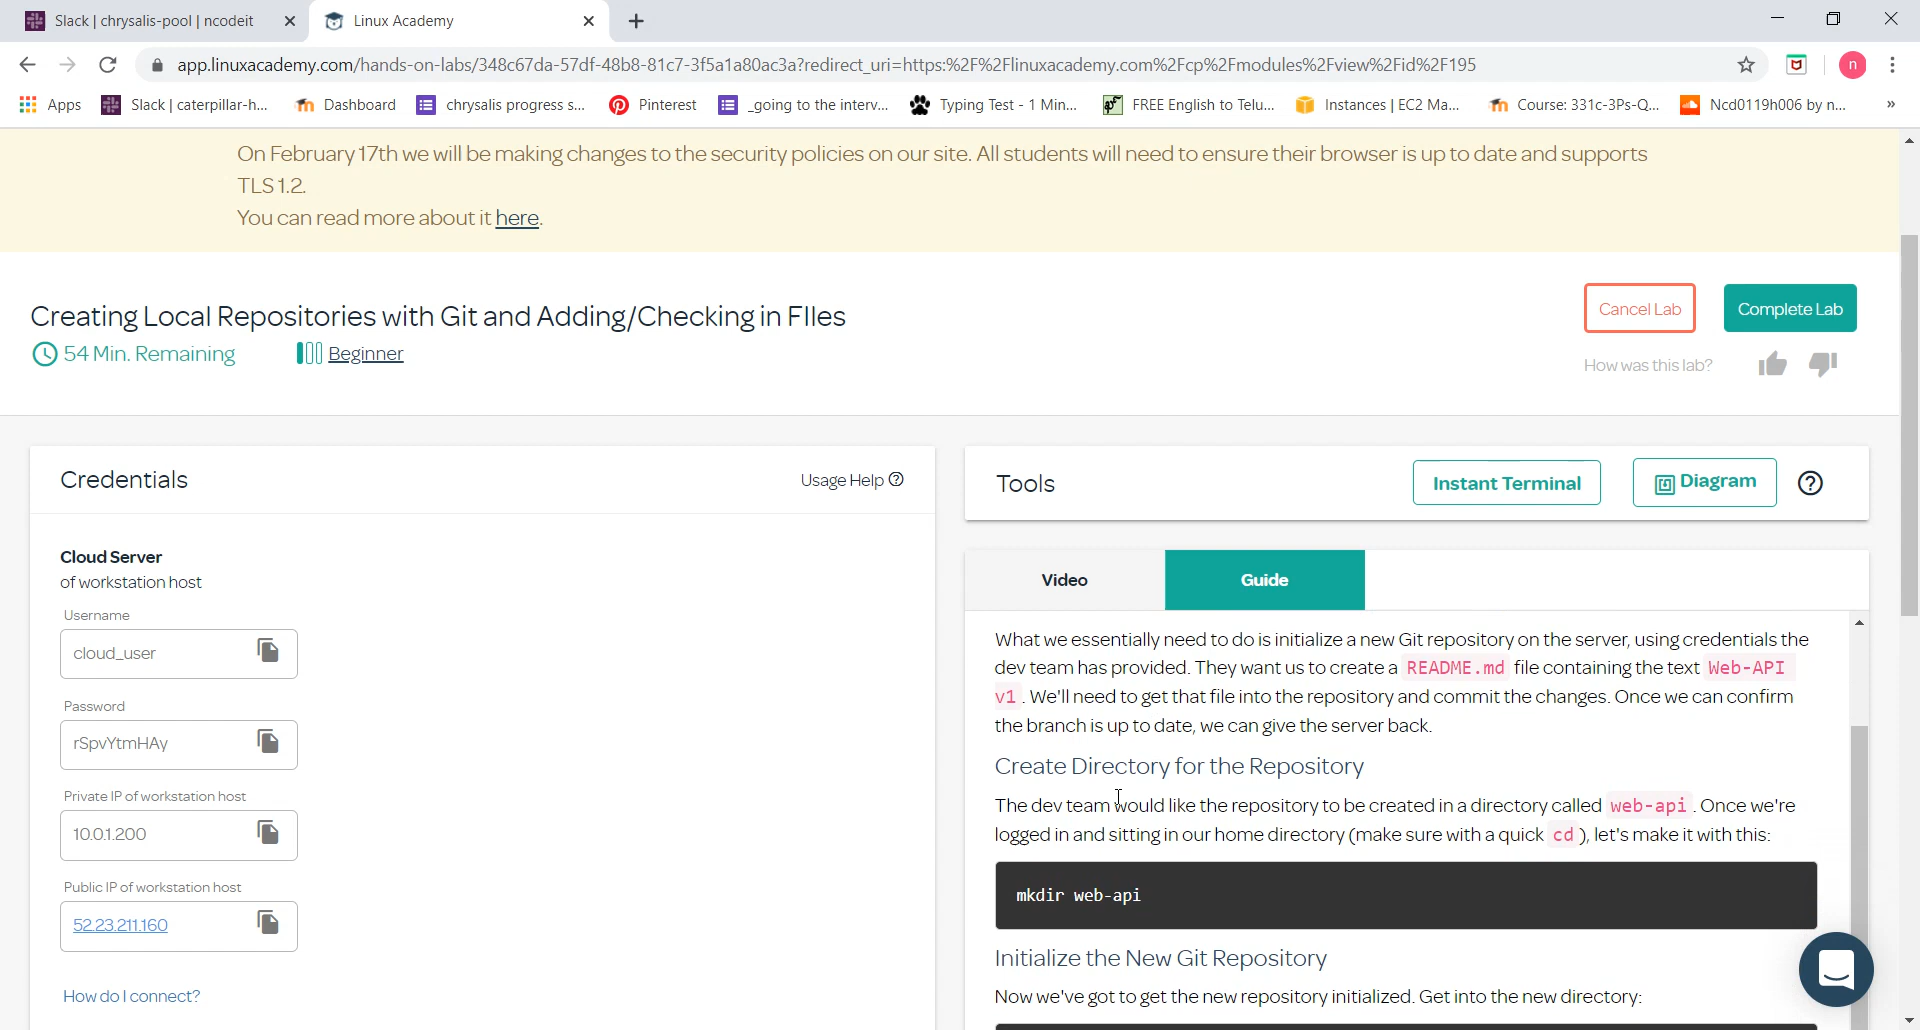 Slack | chrysalis-pool | ncodeit
Linux Academy
app.linuxacademy.com/hands-on-labs/348c67da-57df-48b8-81c7-3f5a1a80ac3a?redirect_uri=https:%2F%2Flinuxacademy.com%2Fcp%2Fmodules%2Fview%2Fid%2F195
n
Apps
Slack | caterpillar-h...
Dashboard
chrysalis progress s...
Pinterest
_going to the interv...
Typing Test - 1 Min...
FREE English to Telu...
Instances | EC2 Ma...
Course: 331c-3Ps-Q...
Ncd0119h006 by n...
»
On February 17th we will be making changes to the security policies on our site. All students will need to ensure their browser is up to date and supports
TLS 1.2.
You can read more about it here.
Creating Local Repositories with Git and Adding/Checking in FIles
54 Min. Remaining
Beginner
Cancel Lab
Complete Lab
How was this lab?
Credentials
Usage Help
Cloud Server
of workstation host
Username
cloud_user
Password
rSpvYtmHAy
Private IP of workstation host
10.0.1.200
Public IP of workstation host
52.23.211.160
How do I connect?
Tools
Instant Terminal
Diagram
Video
Guide
What we essentially need to do is initialize a new Git repository on the server, using credentials the
dev team has provided. They want us to create a README.md file containing the text Web-API
v1 . We'll need to get that file into the repository and commit the changes. Once we can confirm
the branch is up to date, we can give the server back.
Create Directory for the Repository
The dev team would like the repository to be created in a directory called web-api . Once we're
logged in and sitting in our home directory (make sure with a quick cd ), let's make it with this:
mkdir web-api
Initialize the New Git Repository
Now we've got to get the new repository initialized. Get into the new directory: